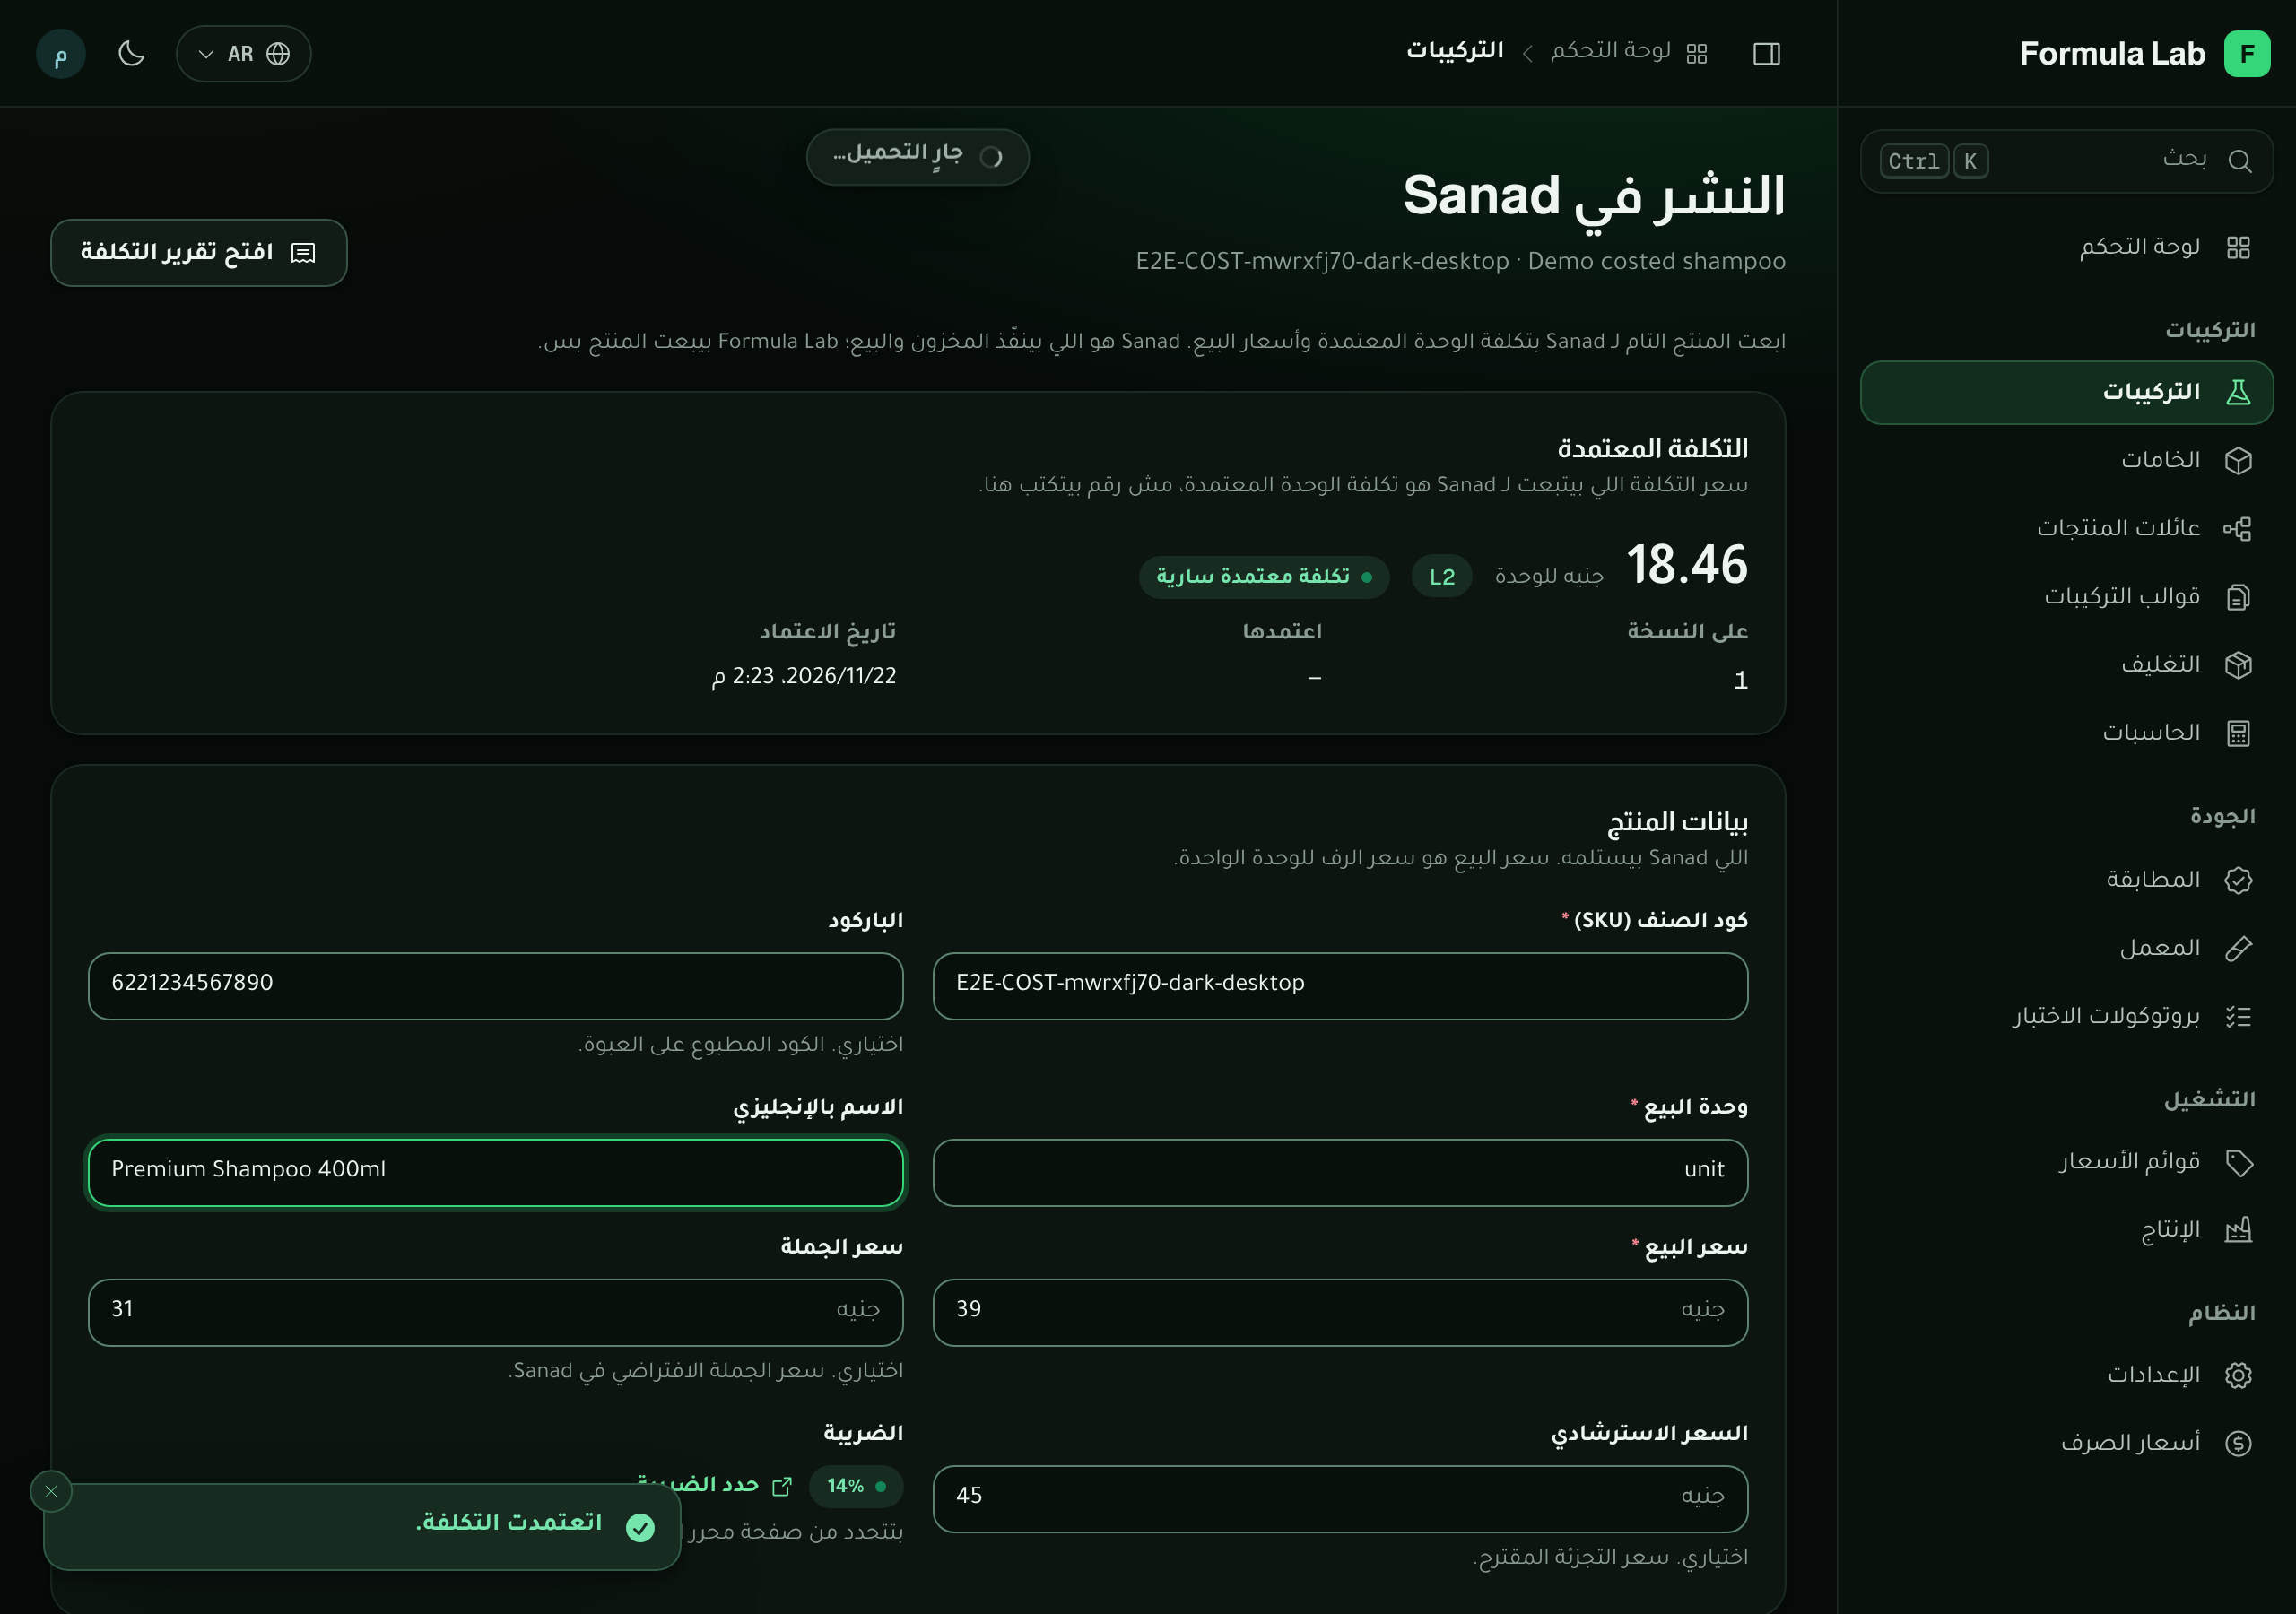 F Formula Lab
بحث
Ctrl K
لوحة التحكم
التركيبات
التركيبات
الخامات
عائلات المنتجات
قوالب التركيبات
التغليف
الحاسبات
الجودة
المطابقة
المعمل
بروتوكولات الاختبار
التشغيل
قوائم الأسعار
الإنتاج
النظام
الإعدادات
أسعار الصرف
لوحة التحكم
التركيبات
AR
م
جارٍ التحميل...
النشر في Sanad
E2E-COST-mwrxfj70-dark-desktop · Demo costed shampoo
افتح تقرير التكلفة
ابعت المنتج التام لـ Sanad بتكلفة الوحدة المعتمدة وأسعار البيع. Sanad هو اللي بينفّذ المخزون والبيع؛ Formula Lab بيبعت المنتج بس.
التكلفة المعتمدة
سعر التكلفة اللي بيتبعت لـ Sanad هو تكلفة الوحدة المعتمدة، مش رقم بيتكتب هنا.
18.46 جنيه للوحدة L2 تكلفة معتمدة سارية
على النسخة
1
اعتمدها
–
تاريخ الاعتماد
2026/11/22، 2:23 م
بيانات المنتج
اللي Sanad بيستلمه. سعر البيع هو سعر الرف للوحدة الواحدة.
كود الصنف (SKU) *
E2E-COST-mwrxfj70-dark-desktop
الباركود
6221234567890
اختياري. الكود المطبوع على العبوة.
وحدة البيع *
unit
الاسم بالإنجليزي
Premium Shampoo 400ml
سعر البيع *
39 جنيه
سعر الجملة
31 جنيه
اختياري. سعر الجملة الافتراضي في Sanad.
السعر الاسترشادي
45 جنيه
اختياري. سعر التجزئة المقترح.
الضريبة
14% حدد الضريبة
بتتحدد من صفحة محرر
اتعتمدت التكلفة.